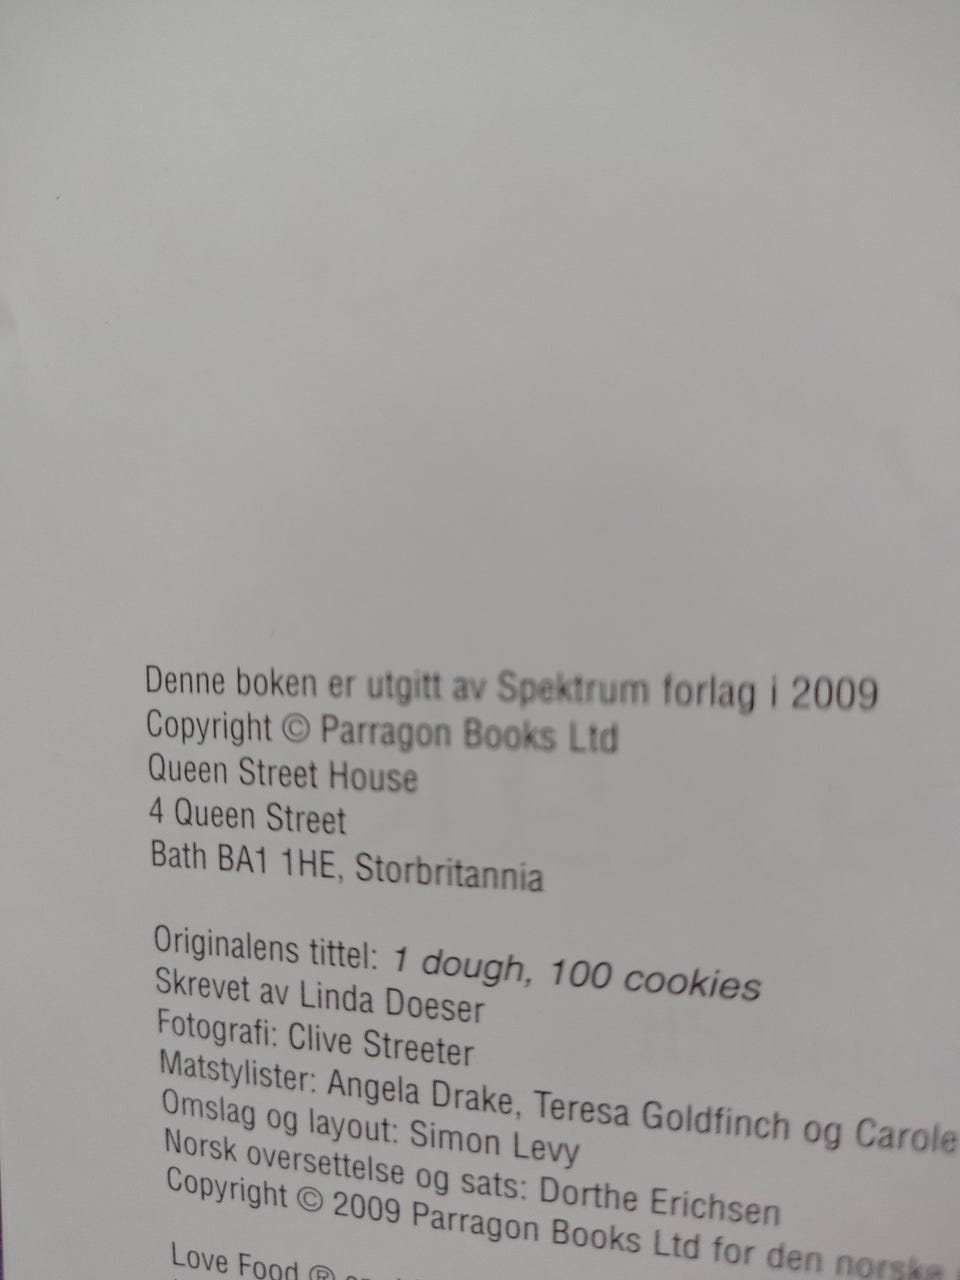 Denne boken er utgitt av Spektrum forlag i 2009
Copyright © Parragon Books Ltd
Queen Street House
4 Queen Street
Bath BA1 1HE, Storbritannia
Originalens tittel: 1 dough, 100 cookies
Skrevet av Linda Doeser
Fotografi: Clive Streeter
Matstylister: Angela Drake, Teresa Goldfinch og Carole
Omslag og layout: Simon Levy
Norsk oversettelse og sats: Dorthe Erichsen
Copyright © 2009 Parragon Books Ltd for den norske
Love Food ®